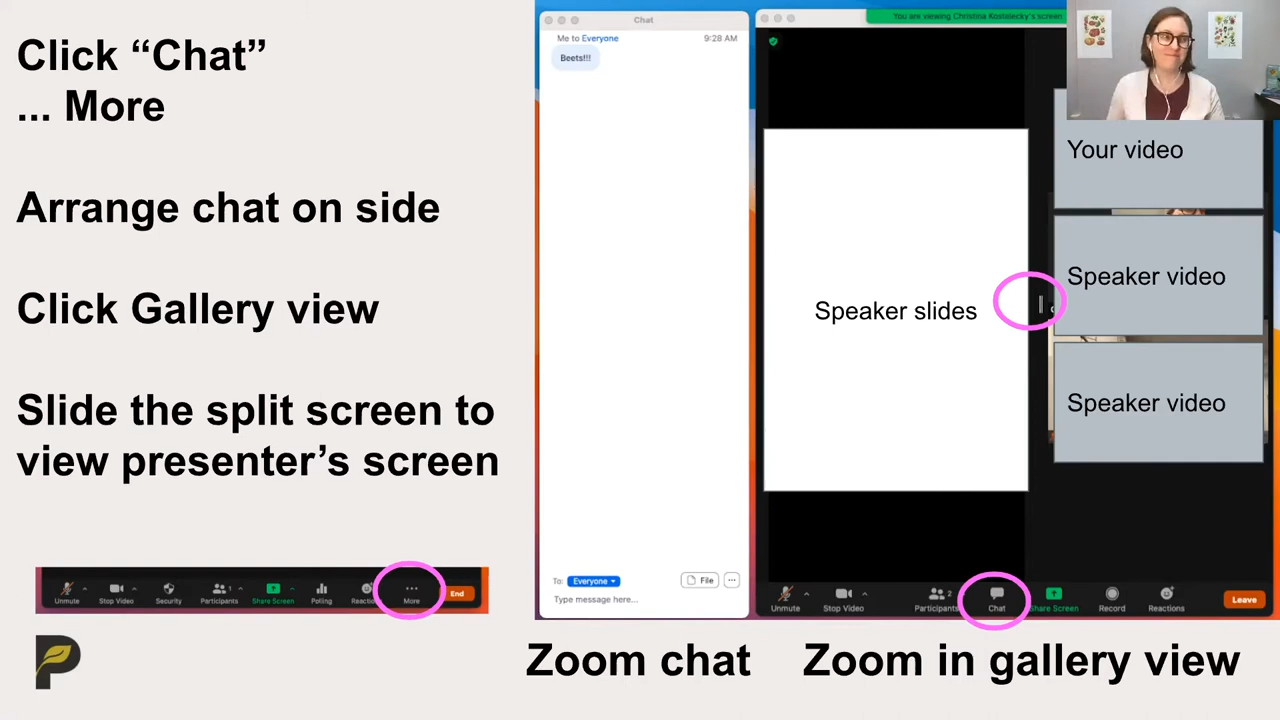 Click “Chat”
... More
Arrange chat on side
Click Gallery view
Slide the split screen to
view presenter’s screen
Unmute
Stop Video
Security
Participants
1
Share Screen
Polling
More
End
Chat
Me to Everyone
9:28 AM
Beets!!!
To:
Everyone
File
...
Type message here...
You are viewing Christina Kostelecky's screen
Speaker slides
Your video
Speaker video
Speaker video
Unmute
Stop Video
Participants
2
Chat
Share Screen
Record
Reactions
Leave
Zoom chat
Zoom in gallery view
P